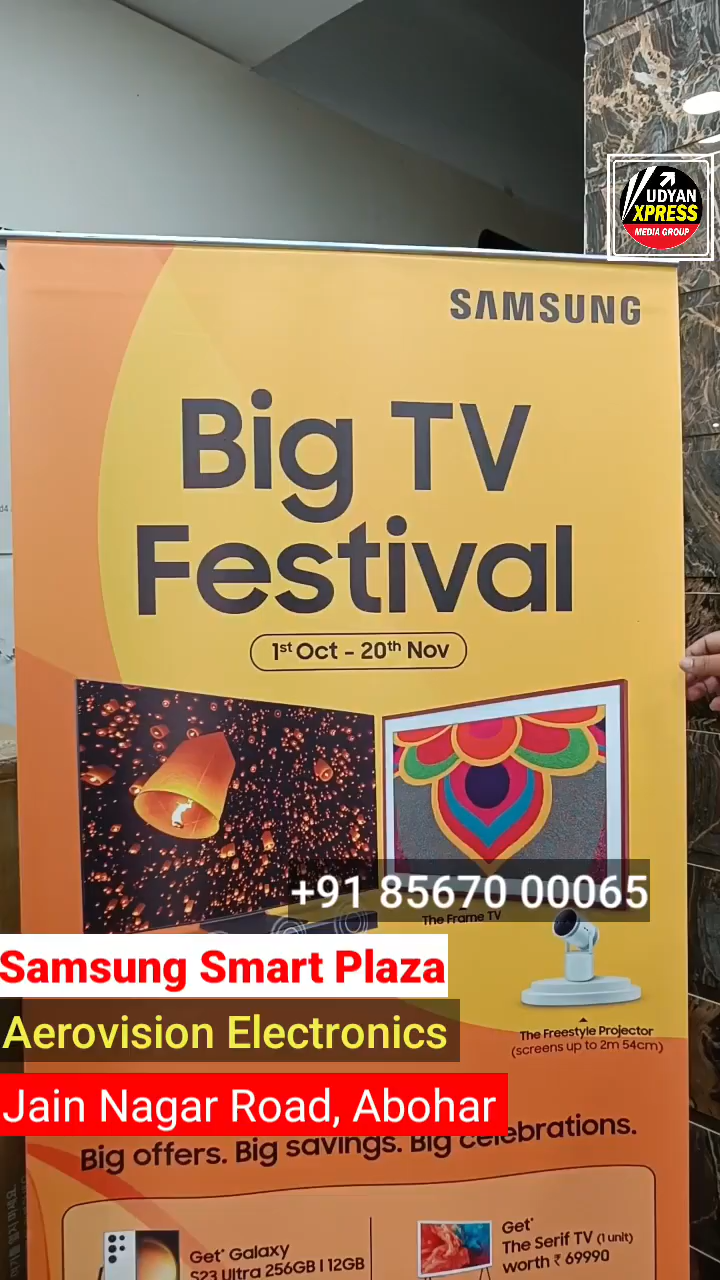 UDYAN
XPRESS
MEDIA GROUP
SAMSUNG
Big TV
Festival
1st Oct - 20th Nov
+91 85670 00065
The Frame TV
Samsung Smart Plaza
Aerovision Electronics
The Freestyle Projector
(screens up to 2m 54cm)
Jain Nagar Road, Abohar
Big offers. Big savings. Big celebrations.
Get* Galaxy
S23 Ultra 256GB I 12GB
Get*
The Serif TV (1 unit)
worth ₹ 69990